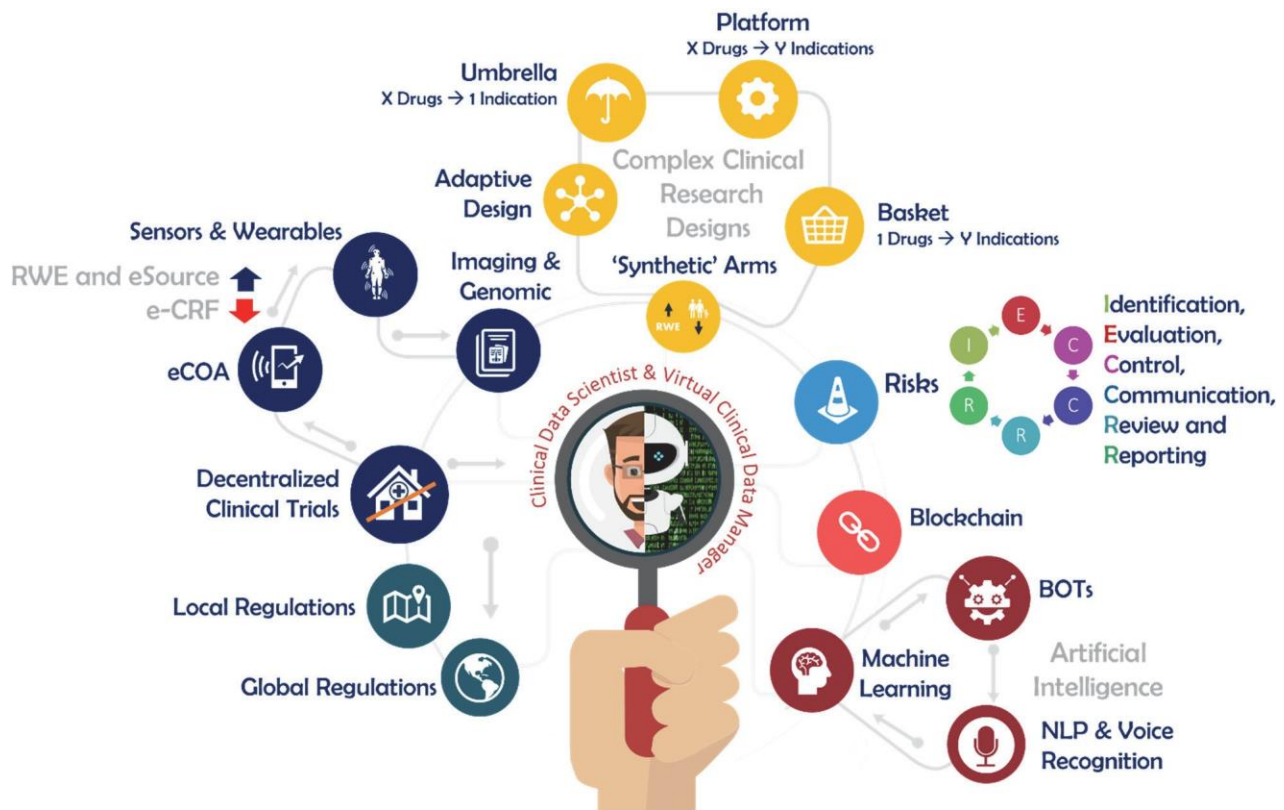 Platform
X Drugs → Y Indications
Umbrella
X Drugs → 1 Indication
Complex Clinical
Research
Designs
Adaptive
Design
Basket
1 Drugs → Y Indications
'Synthetic' Arms
RWE
Sensors & Wearables
Imaging &
Genomic
RWE and eSource
e-CRF
eCOA
Decentralized
Clinical Trials
Local Regulations
Global Regulations
Clinical Data Scientist & Virtual Clinical Data Manager
Risks
I
E
C
C
R
R
Identification,
Evaluation,
Control,
Communication,
Review and
Reporting
Blockchain
BOTs
Machine
Learning
Artificial
Intelligence
NLP & Voice
Recognition